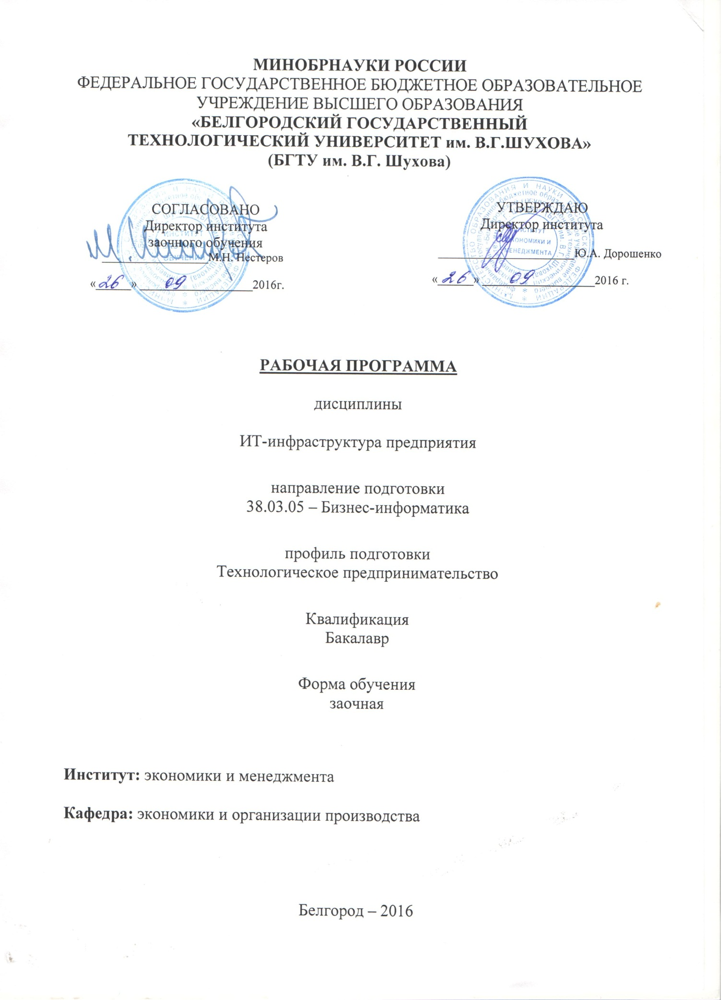 МИНОБРНАУКИ РОССИИ
ФЕДЕРАЛЬНОЕ ГОСУДАРСТВЕННОЕ БЮДЖЕТНОЕ ОБРАЗОВАТЕЛЬНОЕ
УЧРЕЖДЕНИЕ ВЫСШЕГО ОБРАЗОВАНИЯ
«БЕЛГОРОДСКИЙ ГОСУДАРСТВЕННЫЙ
ТЕХНОЛОГИЧЕСКИЙ УНИВЕРСИТЕТ им. В.Г.ШУХОВА»
(БГТУ им. В.Г. Шухова)
СОГЛАСОВАНО
Директор института
заочного обучения
М.Н. Нестеров
«26» 09 2016г.
УТВЕРЖДАЮ
Директор института
ИНСТИТУТ
ЭКОНОМИКИ И
МЕНЕДЖМЕНТА
Ю.А. Дорошенко
«26» 09 2016 г.
РАБОЧАЯ ПРОГРАММА
дисциплины
ИТ-инфраструктура предприятия
направление подготовки
38.03.05 – Бизнес-информатика
профиль подготовки
Технологическое предпринимательство
Квалификация
Бакалавр
Форма обучения
заочная
Институт: экономики и менеджмента
Кафедра: экономики и организации производства
Белгород – 2016